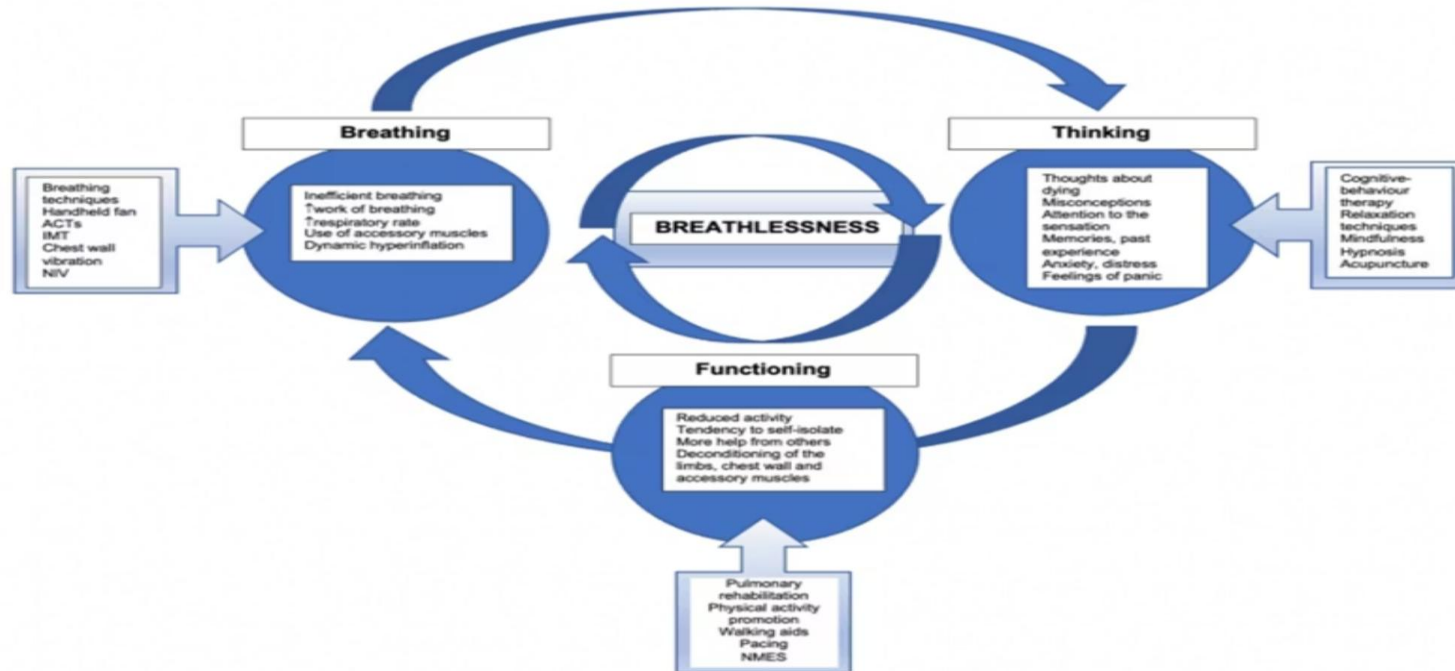 Breathing
Inefficient breathing
↑work of breathing
↑respiratory rate
Use of accessory muscles
Dynamic hyperinflation
Breathing
techniques
Handheld fan
ACTs
IMT
Chest wall
vibration
NIV
BREATHLESSNESS
Thinking
Thoughts about
dying
Misconceptions
Attention to the
sensation
Memories, past
experience
Anxiety, distress
Feelings of panic
Cognitive-
behaviour
therapy
Relaxation
techniques
Mindfulness
Hypnosis
Acupuncture
Functioning
Reduced activity
Tendency to self-isolate
More help from others
Deconditioning of the
limbs, chest wall and
accessory muscles
Pulmonary
rehabilitation
Physical activity
promotion
Walking aids
Pacing
NMES